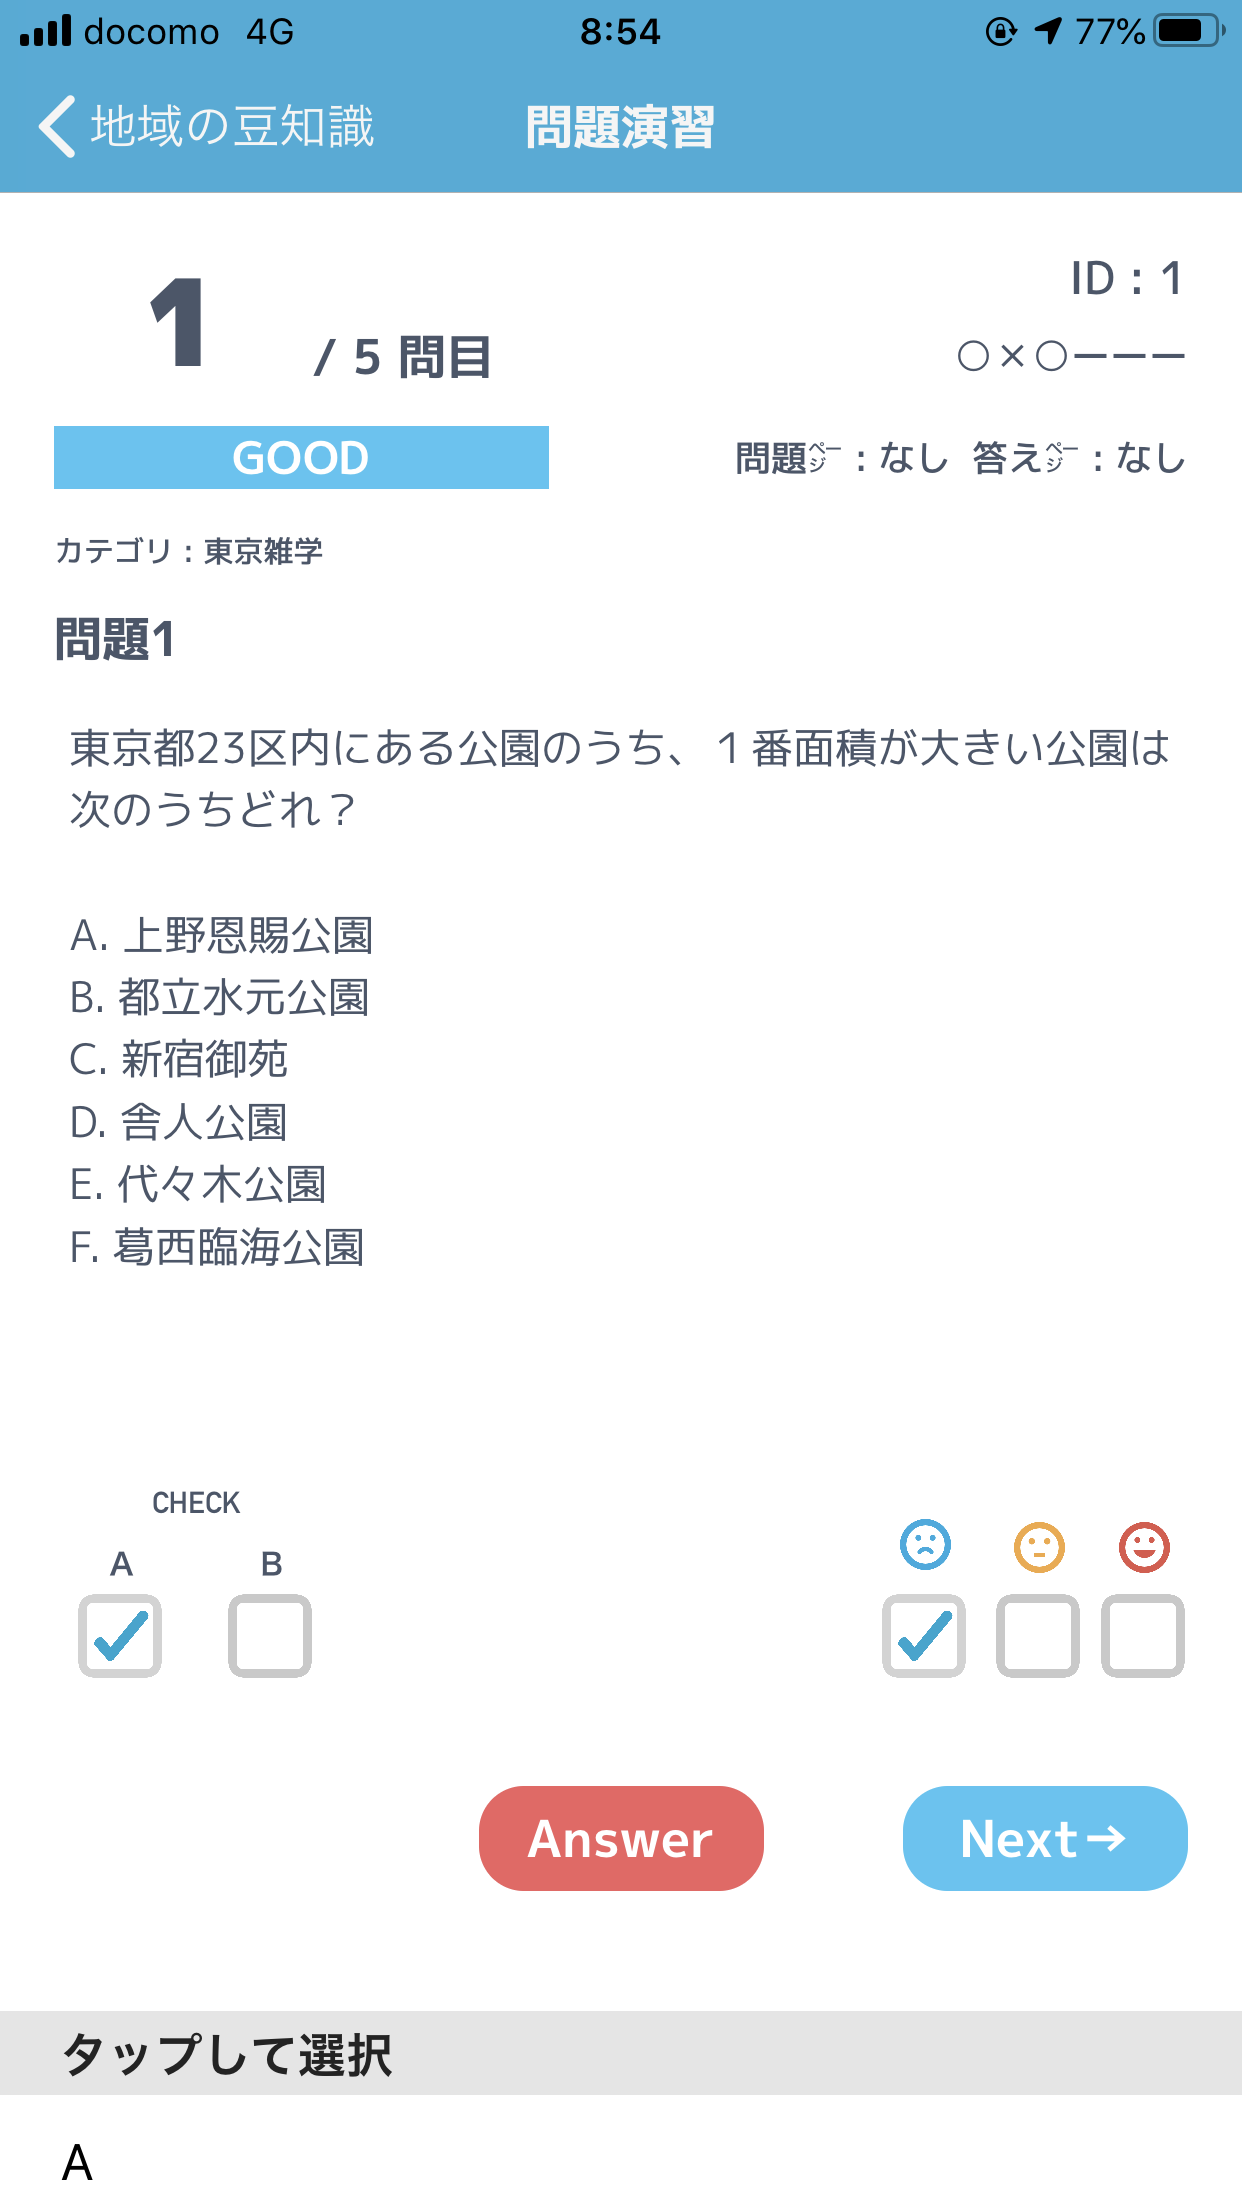 docomo 4G 8:54 77%
地域の豆知識 問題演習
1 / 5 問目
ID : 1
○×○ーーー
GOOD
問題ページ : なし 答えページ : なし
カテゴリ : 東京雑学
問題1
東京都23区内にある公園のうち、１番面積が大きい公園は
次のうちどれ？
A. 上野恩賜公園
B. 都立水元公園
C. 新宿御苑
D. 舎人公園
E. 代々木公園
F. 葛西臨海公園
CHECK
A B
Answer Next→
タップして選択
A